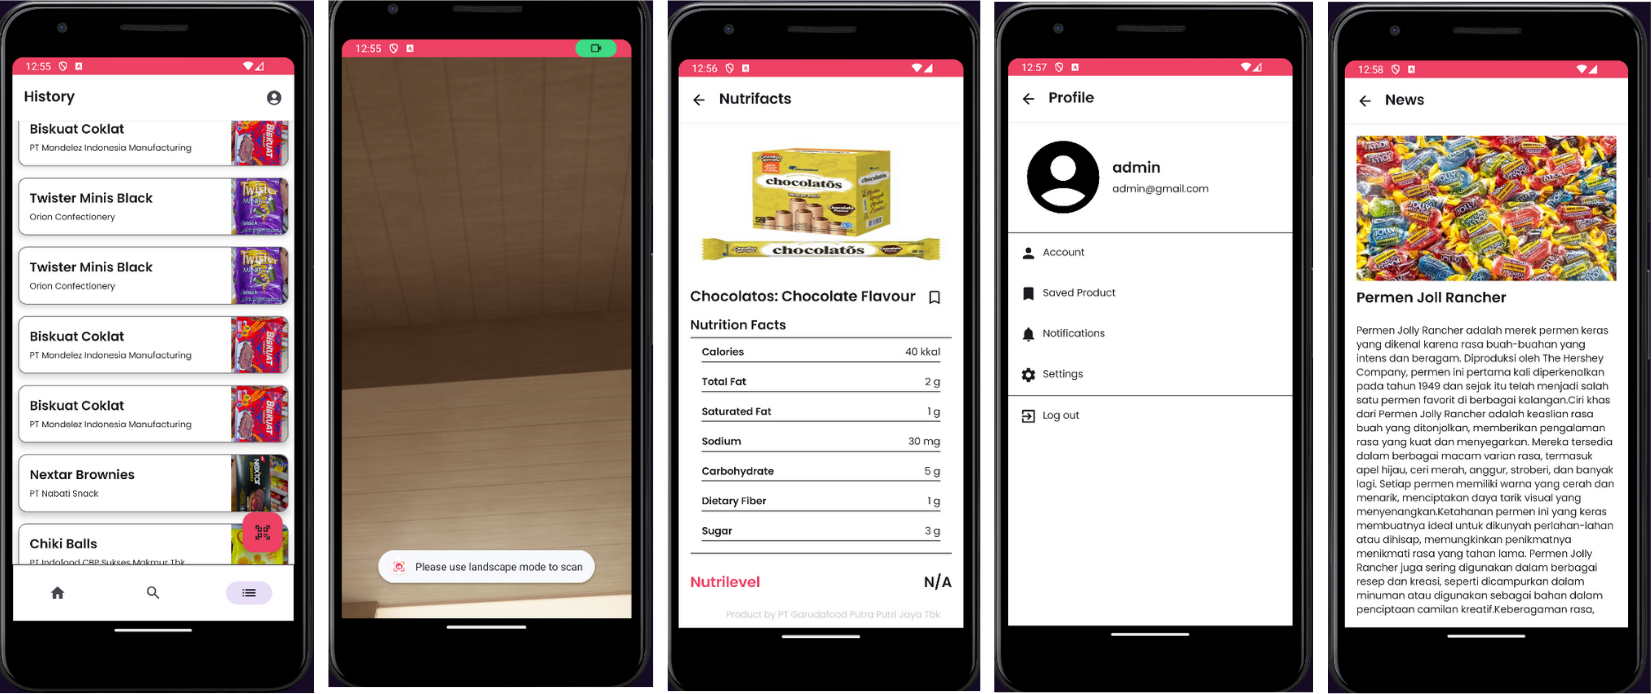 12:55
History
Biskuat Coklat
PT Mondelez Indonesia Manufacturing
Twister Minis Black
Orion Confectionery
Twister Minis Black
Orion Confectionery
Biskuat Coklat
PT Mondelez Indonesia Manufacturing
Biskuat Coklat
PT Mondelez Indonesia Manufacturing
Nextar Brownies
PT Nabati Snack
Chiki Balls
PT Indofood CBP Sukses Makmur Tbk
12:55
Please use landscape mode to scan
12:56
Nutrifacts
chocolatōs
chocolatōs
Chocolatos: Chocolate Flavour
Nutrition Facts
Calories 40 kkal
Total Fat 2 g
Saturated Fat 1 g
Sodium 30 mg
Carbohydrate 5 g
Dietary Fiber 1 g
Sugar 3 g
Nutrilevel N/A
Product by PT Garudafood Putra Putri Jaya Tbk
12:57
Profile
admin
admin@gmail.com
Account
Saved Product
Notifications
Settings
Log out
12:58
News
Permen Joll Rancher
Permen Jolly Rancher adalah merek permen keras
yang dikenal karena rasa buah-buahan yang
intens dan beragam. Diproduksi oleh The Hershey
Company, permen ini pertama kali diperkenalkan
pada tahun 1949 dan sejak itu telah menjadi salah
satu permen favorit di berbagai kalangan.Ciri khas
dari Permen Jolly Rancher adalah keaslian rasa
buah yang ditonjolkan, memberikan pengalaman
rasa yang kuat dan menyegarkan. Mereka tersedia
dalam berbagai macam varian rasa, termasuk
apel hijau, ceri merah, anggur, stroberi, dan banyak
lagi. Setiap permen memiliki warna yang cerah dan
menarik, menciptakan daya tarik visual yang
menyenangkan.Ketahanan permen ini yang keras
membuatnya ideal untuk dikunyah perlahan-lahan
atau dihisap, memungkinkan penikmatnya
menikmati rasa yang tahan lama. Permen Jolly
Rancher juga sering digunakan dalam berbagai
resep dan kreasi, seperti dicampurkan dalam
minuman atau digunakan sebagai bahan dalam
penciptaan camilan kreatif.Keberagaman rasa,